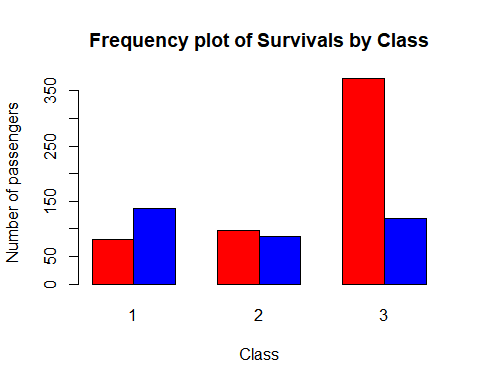 Frequency plot of Survivals by Class
Number of passengers
350
250
150
50
0
1 2 3
Class